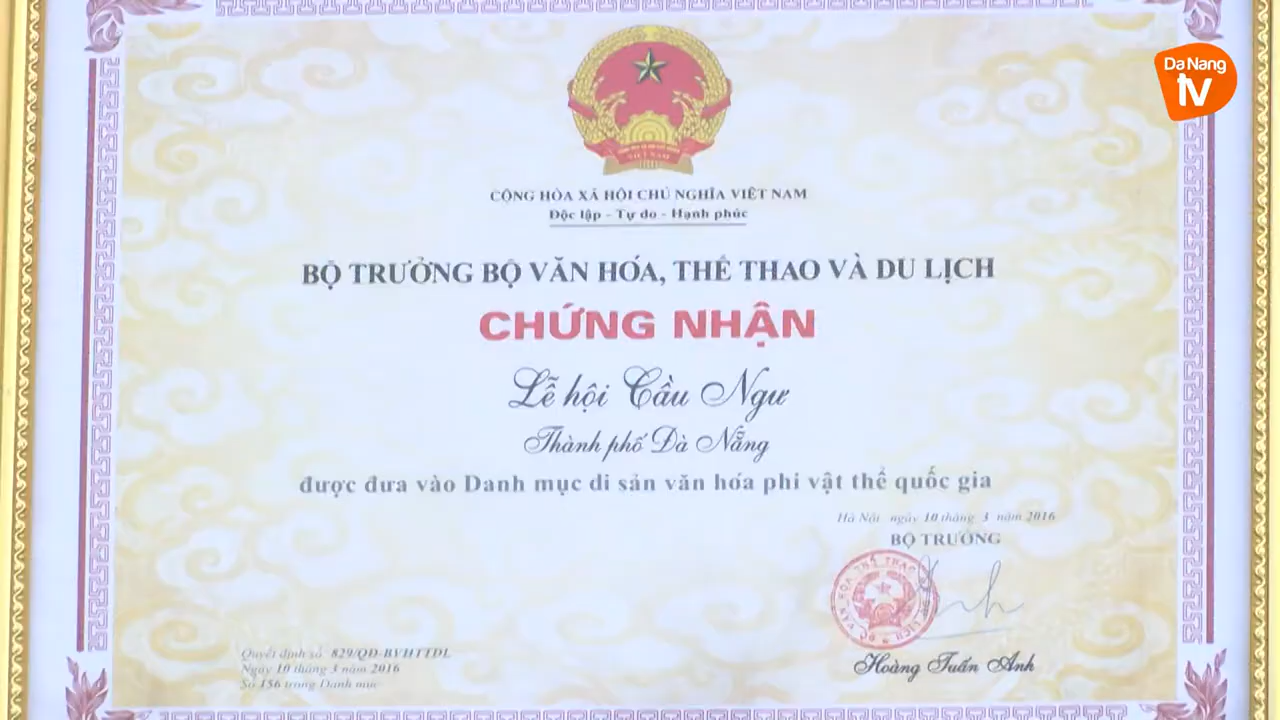 Da Nang
tv
VIỆT NAM
CỘNG HÒA XÃ HỘI CHỦ NGHĨA VIỆT NAM
Độc lập - Tự do - Hạnh phúc
BỘ TRƯỞNG BỘ VĂN HÓA, THỂ THAO VÀ DU LỊCH
CHỨNG NHẬN
Lễ hội Cầu Ngư
Thành phố Đà Nẵng
được đưa vào Danh mục di sản văn hóa phi vật thể quốc gia
Hà Nội ngày 10 tháng 3 năm 2016
BỘ TRƯỞNG
Hoàng Tuấn Anh
Quyết định số 829/QĐ-BVHTTDL
Ngày 10 tháng 3 năm 2016
Số 156 trong Danh mục